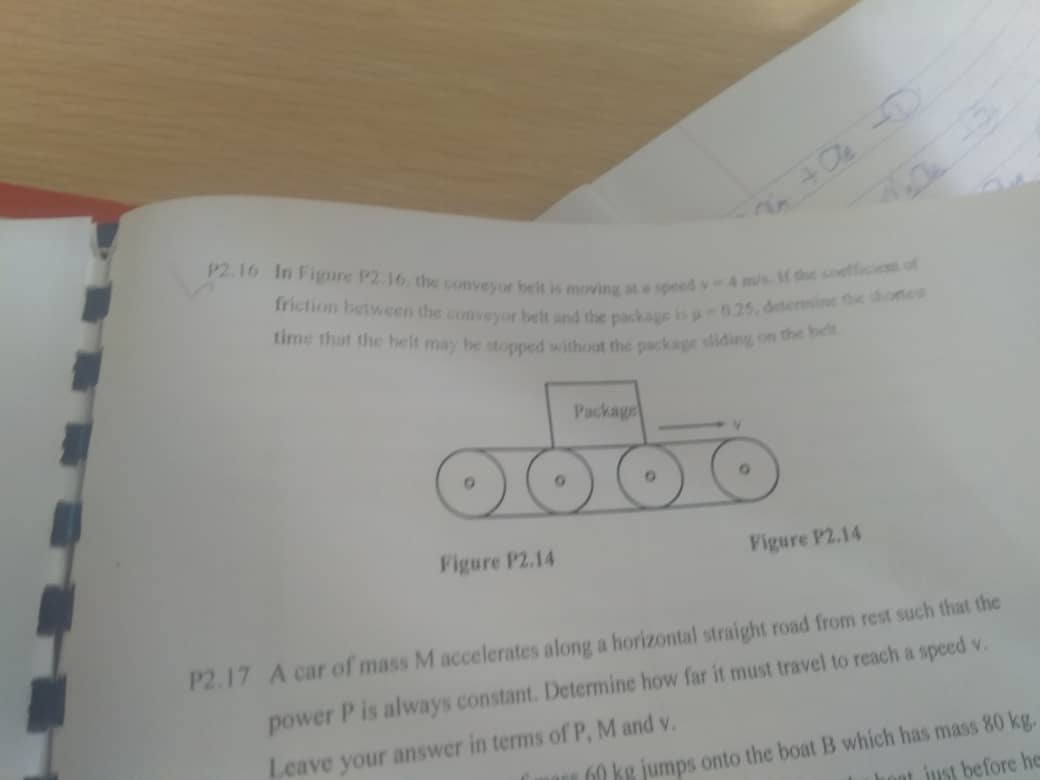 P2.16 In Figure P2.16, the conveyor belt is moving at a speed v = 4 m/s. If the coefficient of
friction between the conveyor belt and the package is μ = 0.25, determine the shortest
time that the belt may be stopped without the package sliding on the belt.
Package
v
Figure P2.14
Figure P2.14
P2.17 A car of mass M accelerates along a horizontal straight road from rest such that the
power P is always constant. Determine how far it must travel to reach a speed v.
Leave your answer in terms of P, M and v.
60 kg jumps onto the boat B which has mass 80 kg.
just before he